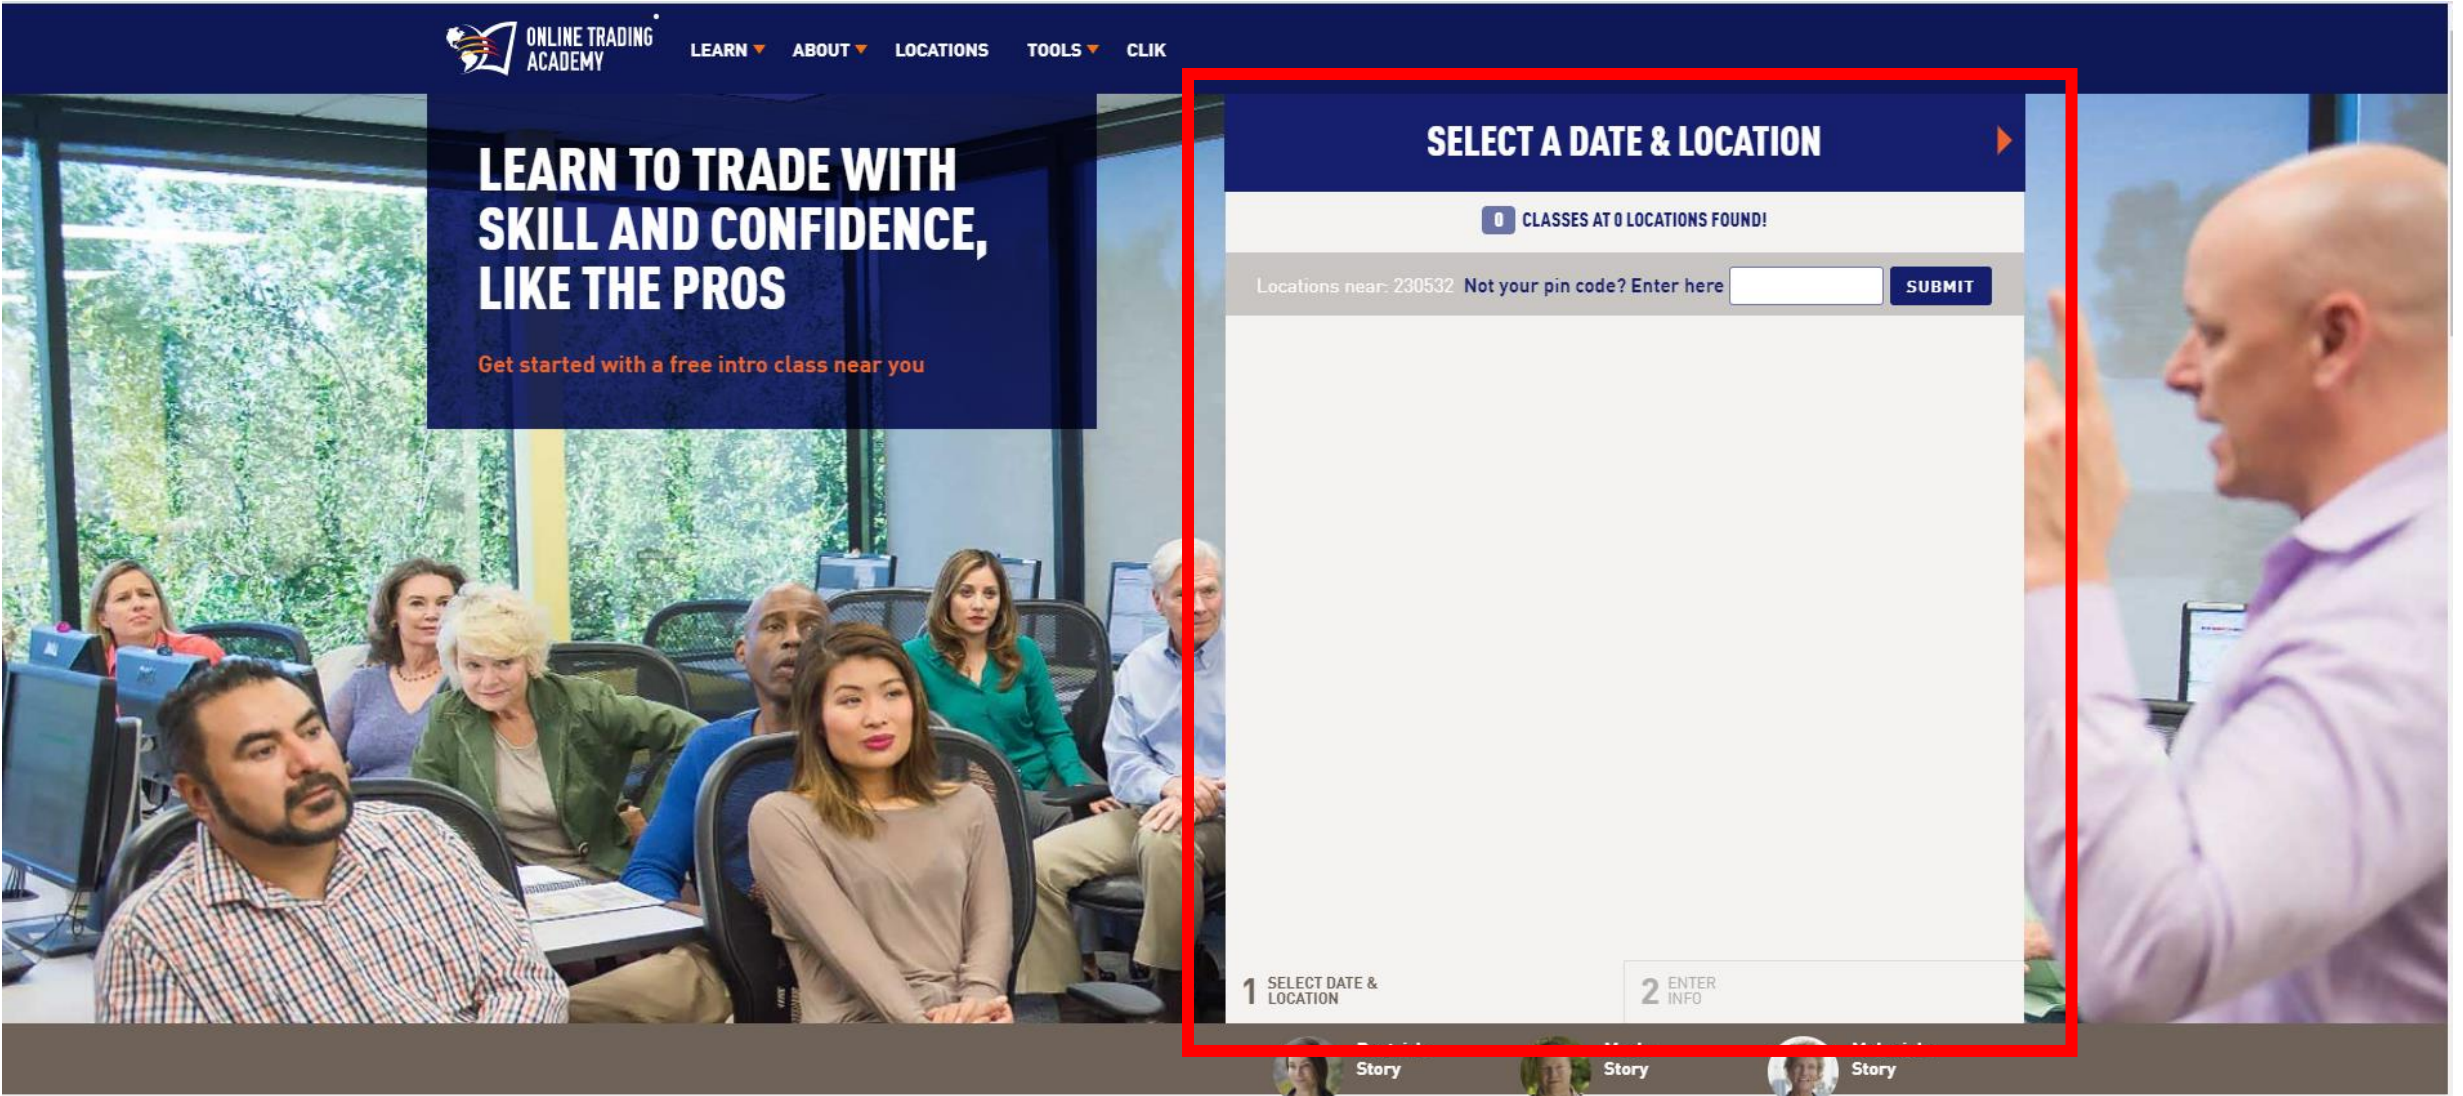 ONLINE TRADING
ACADEMY
LEARN
ABOUT
LOCATIONS
TOOLS
CLIK
LEARN TO TRADE WITH
SKILL AND CONFIDENCE,
LIKE THE PROS
Get started with a free intro class near you
SELECT A DATE & LOCATION
0 CLASSES AT 0 LOCATIONS FOUND!
Locations near: 230532 Not your pin code? Enter here
SUBMIT
1 SELECT DATE &
LOCATION
2 ENTER
INFO
Story
Story
Story